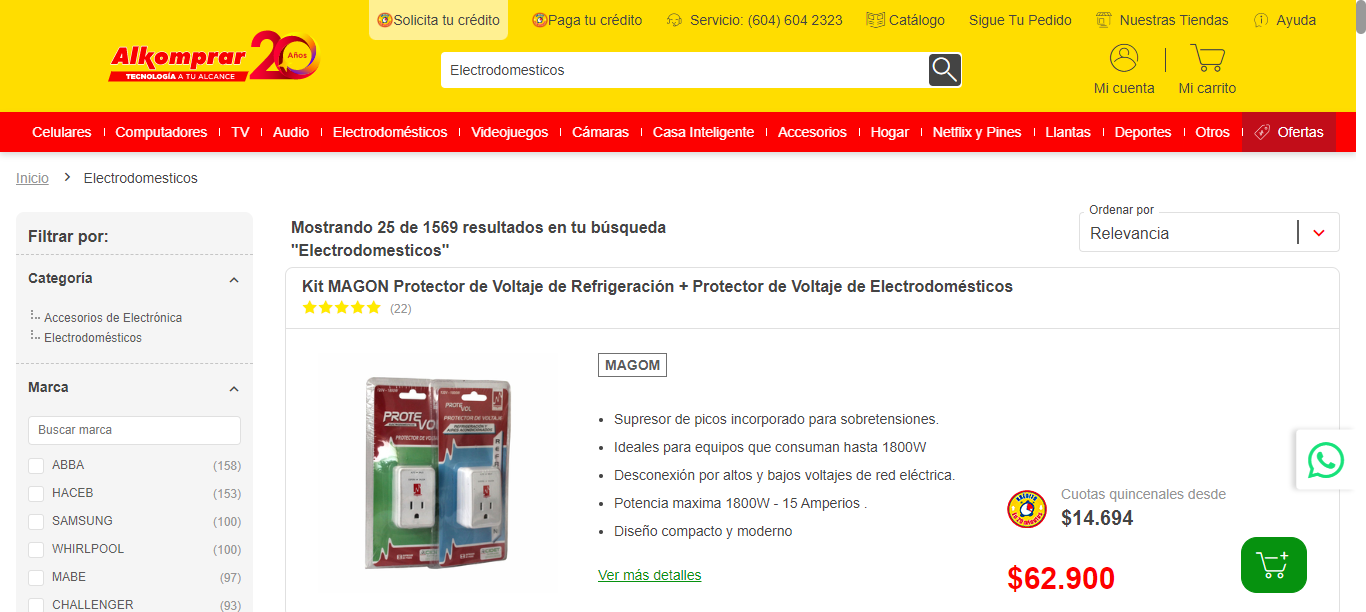 Solicita tu crédito
Paga tu crédito
Servicio: (604) 604 2323
Catálogo
Sigue Tu Pedido
Nuestras Tiendas
Ayuda
Alkomprar
TECNOLOGÍA A TU ALCANCE
20 Años
Electrodomesticos
Mi cuenta
Mi carrito
Celulares
Computadores
TV
Audio
Electrodomésticos
Videojuegos
Cámaras
Casa Inteligente
Accesorios
Hogar
Netflix y Pines
Llantas
Deportes
Otros
Ofertas
Inicio > Electrodomesticos
Filtrar por:
Categoría
Accesorios de Electrónica
Electrodomésticos
Marca
Buscar marca
ABBA (158)
HACEB (153)
SAMSUNG (100)
WHIRLPOOL (100)
MABE (97)
CHALLENGER (93)
Mostrando 25 de 1569 resultados en tu búsqueda
"Electrodomesticos"
Ordenar por
Relevancia
Kit MAGON Protector de Voltaje de Refrigeración + Protector de Voltaje de Electrodomésticos
(22)
PROTE
VO
PROTE
VOL
PROTECTOR DE VOLTAJE
MAGOM
• Supresor de picos incorporado para sobretensiones.
• Ideales para equipos que consuman hasta 1800W
• Desconexión por altos y bajos voltajes de red eléctrica.
• Potencia maxima 1800W - 15 Amperios .
• Diseño compacto y moderno
Ver más detalles
Cuotas quincenales desde
$14.694
$62.900